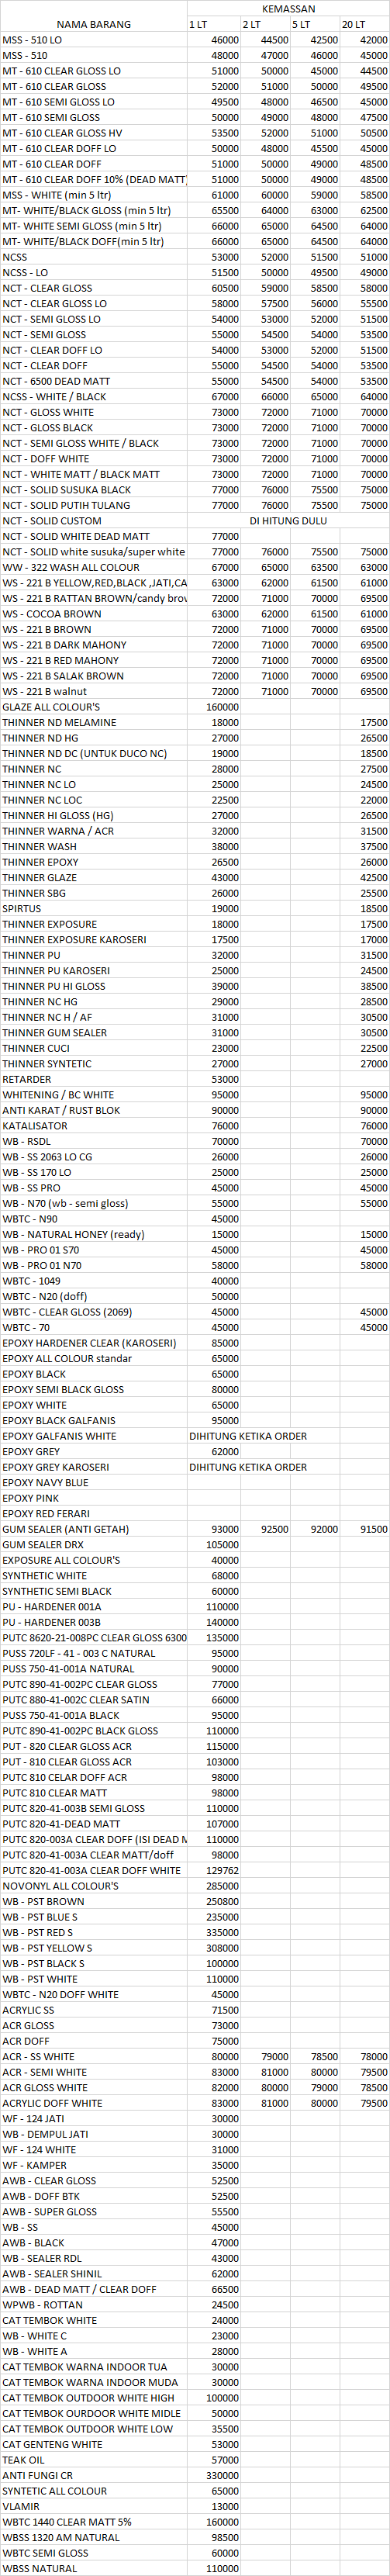 KEMASSAN
NAMA BARANG 1 LT 2 LT 5 LT 20 LT
MSS - 510 LO 46000 44500 42500 42000
MSS - 510 48000 47000 46000 45000
MT - 610 CLEAR GLOSS LO 51000 50000 45000 44500
MT - 610 CLEAR GLOSS 52000 51000 50000 49500
MT - 610 SEMI GLOSS LO 49500 48000 46500 45000
MT - 610 SEMI GLOSS 50000 49000 48000 47500
MT - 610 CLEAR GLOSS HV 53500 52000 51000 50500
MT - 610 CLEAR DOFF LO 50000 48000 45500 45000
MT - 610 CLEAR DOFF 51000 50000 49000 48500
MT - 610 CLEAR DOFF 10% (DEAD MATT) 51000 50000 49000 48500
MSS - WHITE (min 5 ltr) 61000 60000 59000 58500
MT- WHITE/BLACK GLOSS (min 5 ltr) 65500 64000 63000 62500
MT- WHITE SEMI GLOSS (min 5 ltr) 66000 65000 64500 64000
MT- WHITE/BLACK DOFF(min 5 ltr) 66000 65000 64500 64000
NCSS 53000 52000 51500 51000
NCSS - LO 51500 50000 49500 49000
NCT - CLEAR GLOSS 60500 59000 58500 58000
NCT - CLEAR GLOSS LO 58000 57500 56000 55500
NCT - SEMI GLOSS LO 54000 53000 52000 51500
NCT - SEMI GLOSS 55000 54500 54000 53500
NCT - CLEAR DOFF LO 54000 53000 52000 51500
NCT - CLEAR DOFF 55000 54500 54000 53500
NCT - 6500 DEAD MATT 55000 54500 54000 53500
NCSS - WHITE / BLACK 67000 66000 65000 64000
NCT - GLOSS WHITE 73000 72000 71000 70000
NCT - GLOSS BLACK 73000 72000 71000 70000
NCT - SEMI GLOSS WHITE / BLACK 73000 72000 71000 70000
NCT - DOFF WHITE 73000 72000 71000 70000
NCT - WHITE MATT / BLACK MATT 73000 72000 71000 70000
NCT - SOLID SUSUKA BLACK 77000 76000 75500 75000
NCT - SOLID PUTIH TULANG 77000 76000 75500 75000
NCT - SOLID CUSTOM DI HITUNG DULU
NCT - SOLID WHITE DEAD MATT 77000
NCT - SOLID white susuka/super white 77000 76000 75500 75000
WW - 322 WASH ALL COLOUR 67000 65000 63500 63000
WS - 221 B YELLOW,RED,BLACK ,JATI,CA 63000 62000 61500 61000
WS - 221 B RATTAN BROWN/candy brow 72000 71000 70000 69500
WS - COCOA BROWN 63000 62000 61500 61000
WS - 221 B BROWN 72000 71000 70000 69500
WS - 221 B DARK MAHONY 72000 71000 70000 69500
WS - 221 B RED MAHONY 72000 71000 70000 69500
WS - 221 B SALAK BROWN 72000 71000 70000 69500
WS - 221 B walnut 72000 71000 70000 69500
GLAZE ALL COLOUR'S 160000
THINNER ND MELAMINE 18000 17500
THINNER ND HG 27000 26500
THINNER ND DC (UNTUK DUCO NC) 19000 18500
THINNER NC 28000 27500
THINNER NC LO 25000 24500
THINNER NC LOC 22500 22000
THINNER HI GLOSS (HG) 27000 26500
THINNER WARNA / ACR 32000 31500
THINNER WASH 38000 37500
THINNER EPOXY 26500 26000
THINNER GLAZE 43000 42500
THINNER SBG 26000 25500
SPIRTUS 19000 18500
THINNER EXPOSURE 18000 17500
THINNER EXPOSURE KAROSERI 17500 17000
THINNER PU 32000 31500
THINNER PU KAROSERI 25000 24500
THINNER PU HI GLOSS 39000 38500
THINNER NC HG 29000 28500
THINNER NC H / AF 31000 30500
THINNER GUM SEALER 31000 30500
THINNER CUCI 23000 22500
THINNER SYNTETIC 27000 27000
RETARDER 53000
WHITENING / BC WHITE 95000 95000
ANTI KARAT / RUST BLOK 90000 90000
KATALISATOR 76000 76000
WB - RSDL 70000 70000
WB - SS 2063 LO CG 26000 26000
WB - SS 170 LO 25000 25000
WB - SS PRO 45000 45000
WB - N70 (wb - semi gloss) 55000 55000
WBTC - N90 45000
WB - NATURAL HONEY (ready) 15000 15000
WB - PRO 01 S70 45000 45000
WB - PRO 01 N70 58000 58000
WBTC - 1049 40000
WBTC - N20 (doff) 50000
WBTC - CLEAR GLOSS (2069) 45000 45000
WBTC - 70 45000 45000
EPOXY HARDENER CLEAR (KAROSERI) 85000
EPOXY ALL COLOUR standar 65000
EPOXY BLACK 65000
EPOXY SEMI BLACK GLOSS 80000
EPOXY WHITE 65000
EPOXY BLACK GALFANIS 95000
EPOXY GALFANIS WHITE DIHITUNG KETIKA ORDER
EPOXY GREY 62000
EPOXY GREY KAROSERI DIHITUNG KETIKA ORDER
EPOXY NAVY BLUE
EPOXY PINK
EPOXY RED FERARI
GUM SEALER (ANTI GETAH) 93000 92500 92000 91500
GUM SEALER DRX 105000
EXPOSURE ALL COLOUR'S 40000
SYNTHETIC WHITE 68000
SYNTHETIC SEMI BLACK 60000
PU - HARDENER 001A 110000
PU - HARDENER 003B 140000
PUTC 8620-21-008PC CLEAR GLOSS 6300 135000
PUSS 720LF - 41 - 003 C NATURAL 95000
PUSS 750-41-001A NATURAL 90000
PUTC 890-41-002PC CLEAR GLOSS 77000
PUTC 880-41-002C CLEAR SATIN 66000
PUSS 750-41-001A BLACK 95000
PUTC 890-41-002PC BLACK GLOSS 110000
PUT - 820 CLEAR GLOSS ACR 115000
PUT - 810 CLEAR GLOSS ACR 103000
PUTC 810 CELAR DOFF ACR 98000
PUTC 810 CLEAR MATT 98000
PUTC 820-41-003B SEMI GLOSS 110000
PUTC 820-41-DEAD MATT 107000
PUTC 820-003A CLEAR DOFF (ISI DEAD M 110000
PUTC 820-41-003A CLEAR MATT/doff 98000
PUTC 820-41-003A CLEAR DOFF WHITE 129762
NOVONYL ALL COLOUR'S 285000
WB - PST BROWN 250800
WB - PST BLUE S 235000
WB - PST RED S 335000
WB - PST YELLOW S 308000
WB - PST BLACK S 100000
WB - PST WHITE 110000
WBTC - N20 DOFF WHITE 45000
ACRYLIC SS 71500
ACR GLOSS 73000
ACR DOFF 75000
ACR - SS WHITE 80000 79000 78500 78000
ACR - SEMI WHITE 83000 81000 80000 79500
ACR GLOSS WHITE 82000 80000 79000 78500
ACRYLIC DOFF WHITE 83000 81000 80000 79500
WF - 124 JATI 30000
WB - DEMPUL JATI 30000
WF - 124 WHITE 31000
WF - KAMPER 35000
AWB - CLEAR GLOSS 52500
AWB - DOFF BTK 52500
AWB - SUPER GLOSS 55500
WB - SS 45000
AWB - BLACK 47000
WB - SEALER RDL 43000
AWB - SEALER SHINIL 62000
AWB - DEAD MATT / CLEAR DOFF 66500
WPWB - ROTTAN 24500
CAT TEMBOK WHITE 24000
WB - WHITE C 23000
WB - WHITE A 28000
CAT TEMBOK WARNA INDOOR TUA 30000
CAT TEMBOK WARNA INDOOR MUDA 30000
CAT TEMBOK OUTDOOR WHITE HIGH 100000
CAT TEMBOK OURDOOR WHITE MIDLE 50000
CAT TEMBOK OUTDOOR WHITE LOW 35500
CAT GENTENG WHITE 53000
TEAK OIL 57000
ANTI FUNGI CR 330000
SYNTETIC ALL COLOUR 65000
VLAMIR 13000
WBTC 1440 CLEAR MATT 5% 160000
WBSS 1320 AM NATURAL 98500
WBTC SEMI GLOSS 60000
WBSS NATURAL 110000